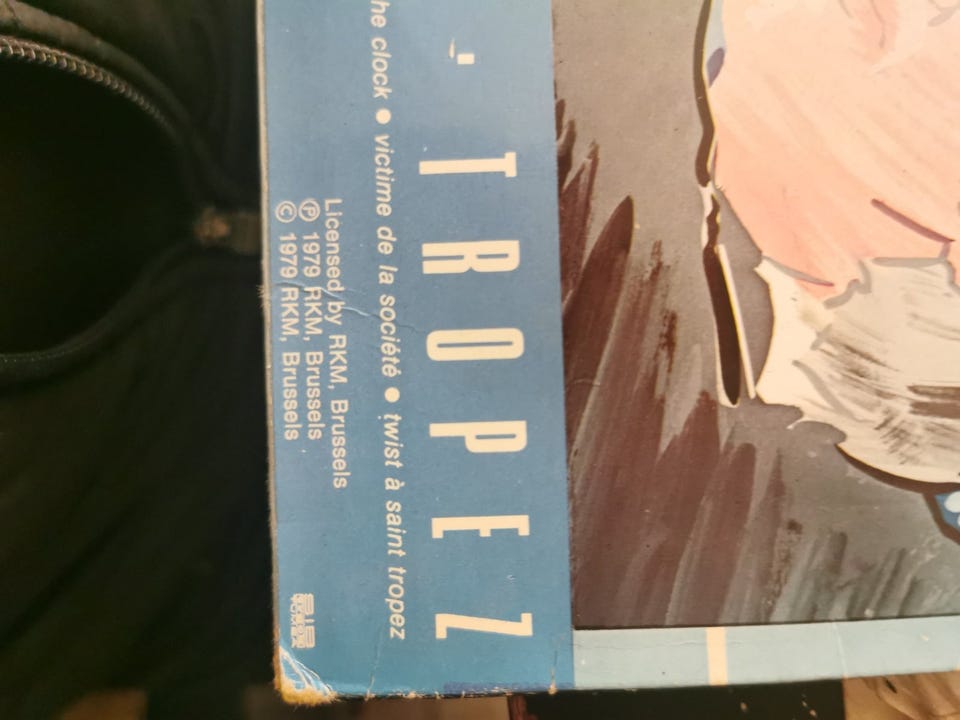 T. TROPEZ
he clock • victime de la société • twist à saint tropez
Licensed by RKM, Brussels
℗ 1979 RKM, Brussels
© 1979 RKM, Brussels